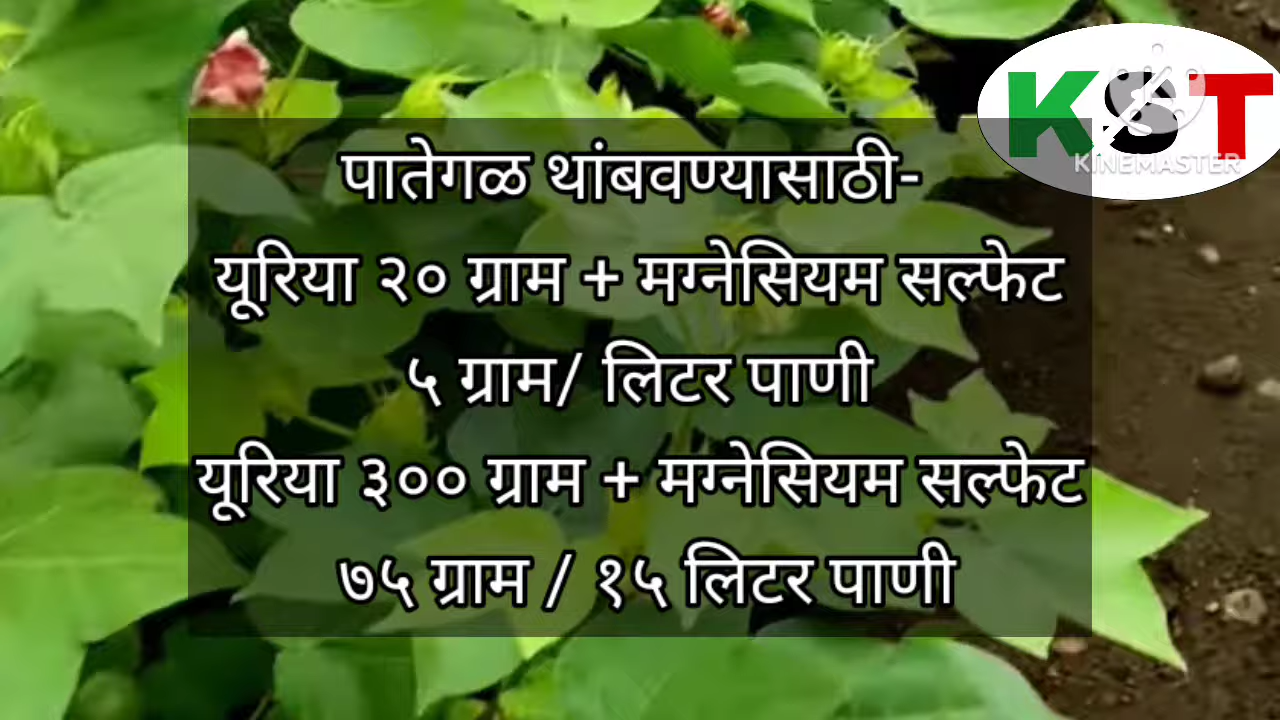 KST
KINEMASTER
पातेगळ थांबवण्यासाठी-
यूरिया २० ग्राम + मग्नेसियम सल्फेट
५ ग्राम/ लिटर पाणी
यूरिया ३०० ग्राम + मग्नेसियम सल्फेट
७५ ग्राम / १५ लिटर पाणी